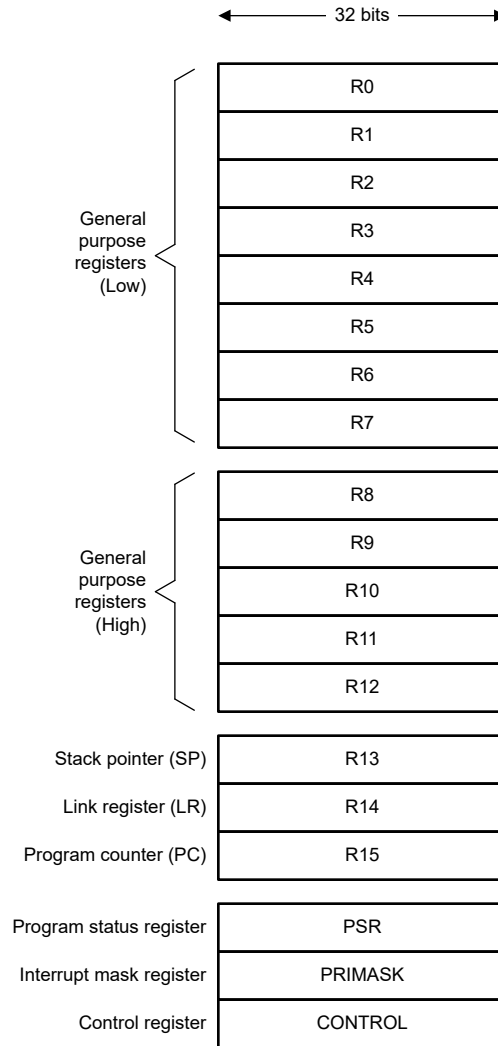 32 bits
General
purpose
registers
(Low)
R0
R1
R2
R3
R4
R5
R6
R7
General
purpose
registers
(High)
R8
R9
R10
R11
R12
Stack pointer (SP) R13
Link register (LR) R14
Program counter (PC) R15
Program status register PSR
Interrupt mask register PRIMASK
Control register CONTROL